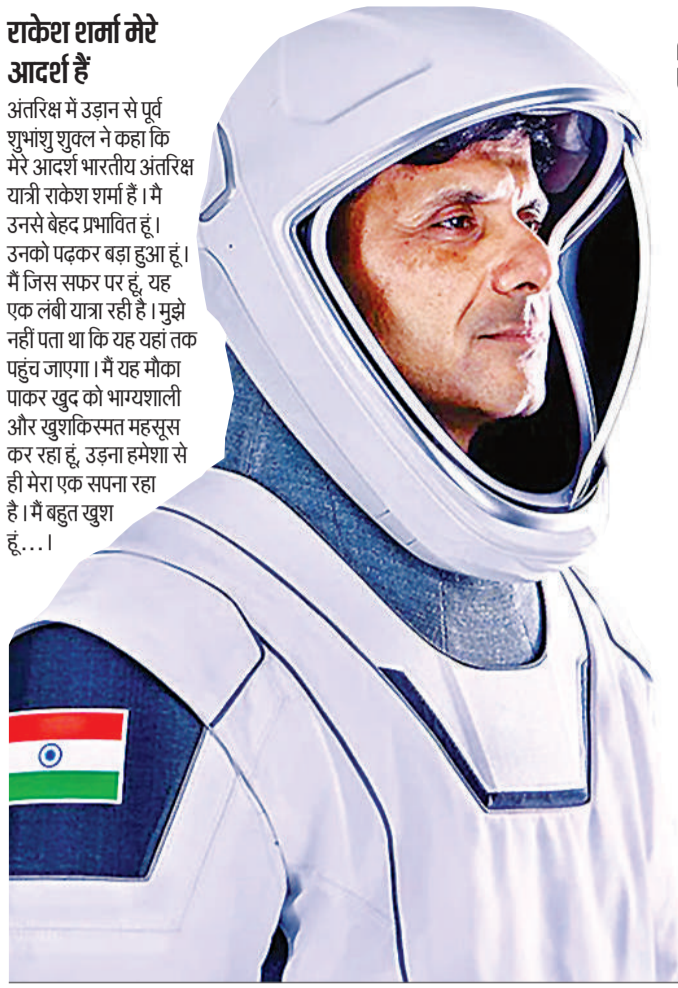 राकेश शर्मा मेरे
आदर्श हैं
अंतरिक्ष में उड़ान से पूर्व
शुभांशु शुक्ल ने कहा कि
मेरे आदर्श भारतीय अंतरिक्ष
यात्री राकेश शर्मा हैं। मै
उनसे बेहद प्रभावित हूं।
उनको पढ़कर बड़ा हुआ हूं।
मैं जिस सफर पर हूं, यह
एक लंबी यात्रा रही है। मुझे
नहीं पता था कि यह यहां तक
पहुंच जाएगा। मैं यह मौका
पाकर खुद को भाग्यशाली
और खुशकिस्मत महसूस
कर रहा हूं, उड़ना हमेशा से
ही मेरा एक सपना रहा
है। मैं बहुत खुश
हूं...।